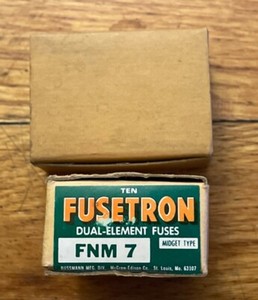 TEN
FUSETRON
DUAL-ELEMENT FUSES
FNM 7
MIDGET TYPE
BUSSMANN MFG. DIV. McGraw-Edison Co. St. Louis, Mo. 63107